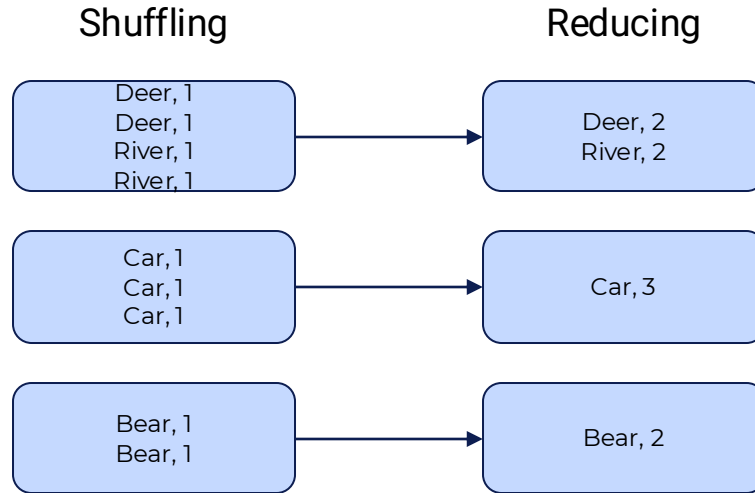 Shuffling
Reducing
Deer, 1
Deer, 1
River, 1
River, 1
Deer, 2
River, 2
Car, 1
Car, 1
Car, 1
Car, 3
Bear, 1
Bear, 1
Bear, 2